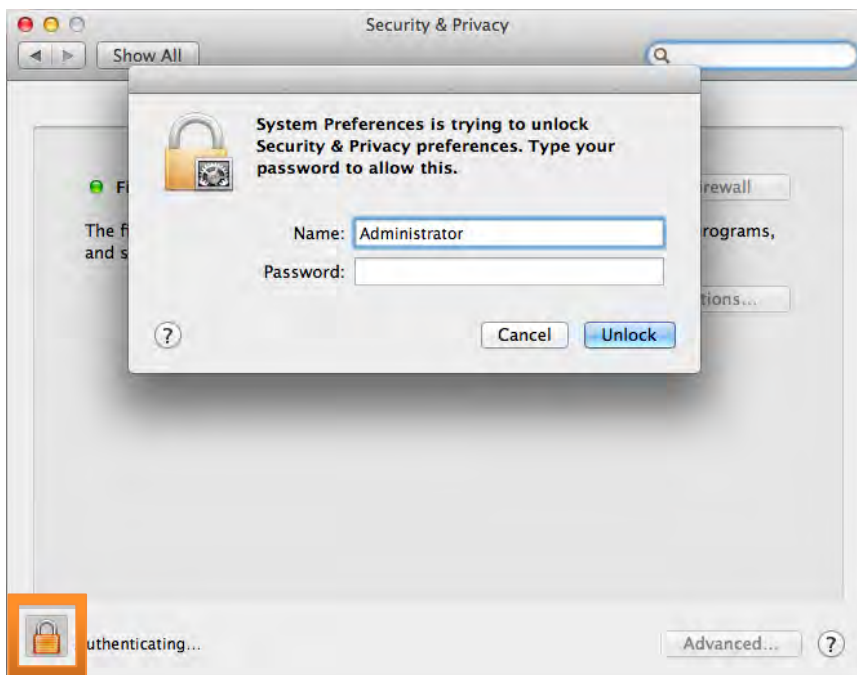 Security & Privacy
Show All
System Preferences is trying to unlock
Security & Privacy preferences. Type your
password to allow this.
Fi
rewall
The f
Name: Administrator
rograms,
and s
Password:
tions...
?
Cancel
Unlock
uthenticating...
Advanced...
?